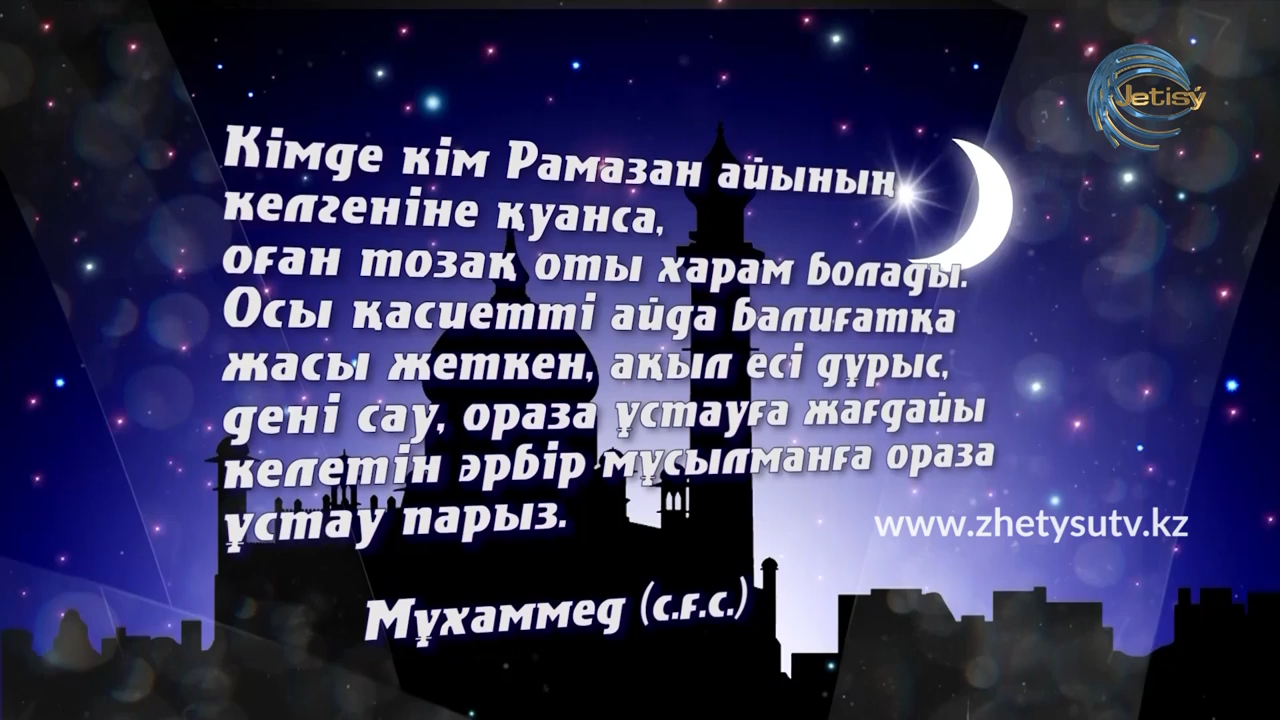 Jetisý
Кімде кім Рамазан айының
келгеніне қуанса,
оған тозақ оты харам болады.
Осы қасиетті айда балиғатқа
жасы жеткен, ақыл есі дұрыс,
дені сау, ораза ұстауға жағдайы
келетін әрбір мұсылманға ораза
ұстау парыз.
www.zhetysutv.kz
Мұхаммед (с.ғ.с.)